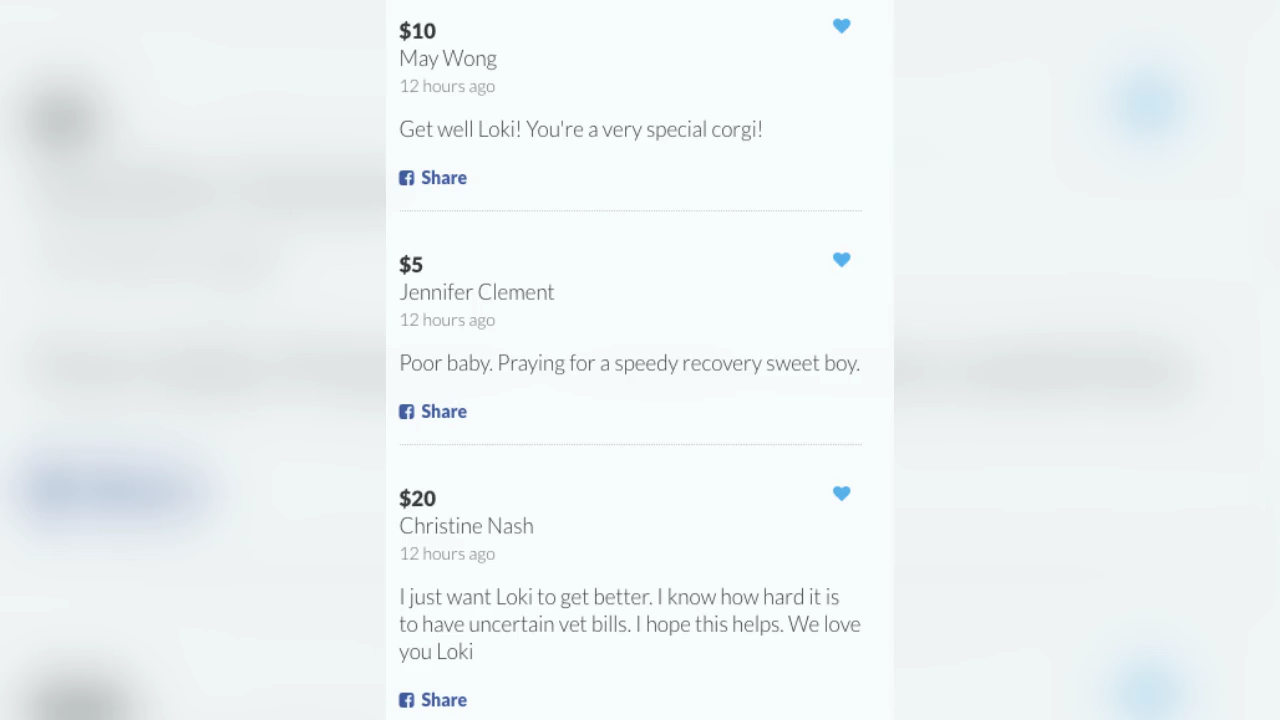 $10
May Wong
12 hours ago
Get well Loki! You're a very special corgi!
Share
$5
Jennifer Clement
12 hours ago
Poor baby. Praying for a speedy recovery sweet boy.
Share
$20
Christine Nash
12 hours ago
I just want Loki to get better. I know how hard it is
to have uncertain vet bills. I hope this helps. We love
you Loki
Share